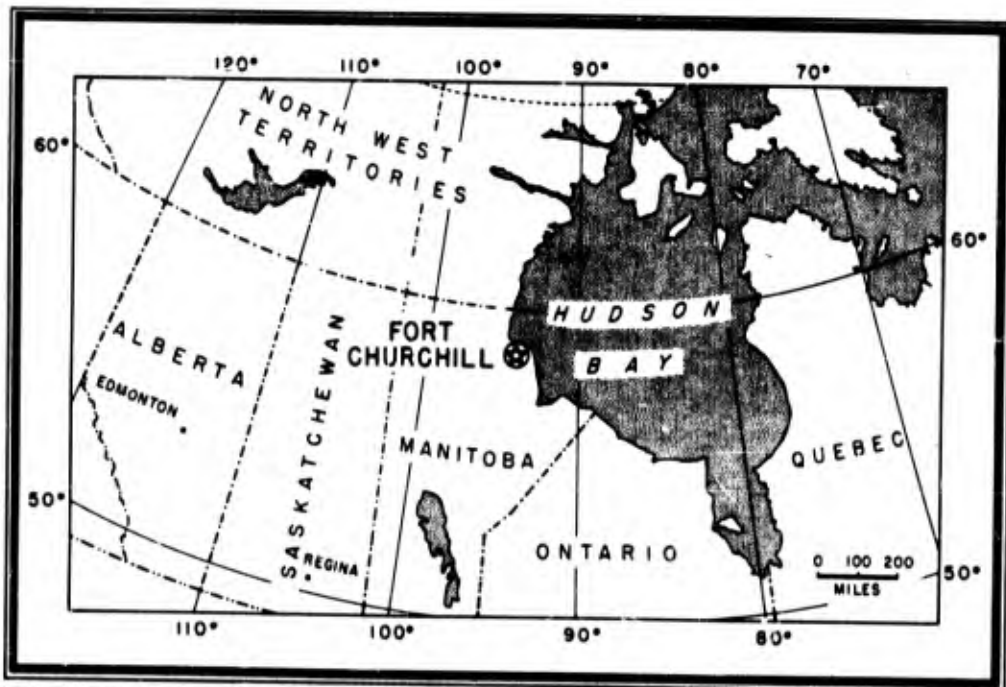 120° 110° 100° 90° 80° 70°
NORTH WEST
TERRITORIES
60°
60°
HUDSON
BAY
FORT
CHURCHILL
ALBERTA
EDMONTON
SASKATCHEWAN
MANITOBA
QUEBEC
50°
REGINA
ONTARIO
0 100 200
MILES
50°
110° 100° 90° 80°